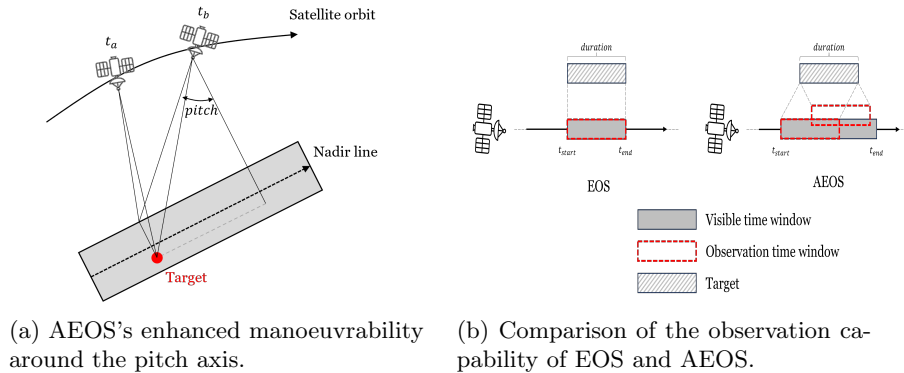 Satellite orbit
t_a
t_b
pitch
Nadir line
Target
(a) AEOS's enhanced manoeuvrability
around the pitch axis.
duration
t_start
t_end
EOS
duration
t_start
t_end
AEOS
Visible time window
Observation time window
Target
(b) Comparison of the observation ca-
pability of EOS and AEOS.